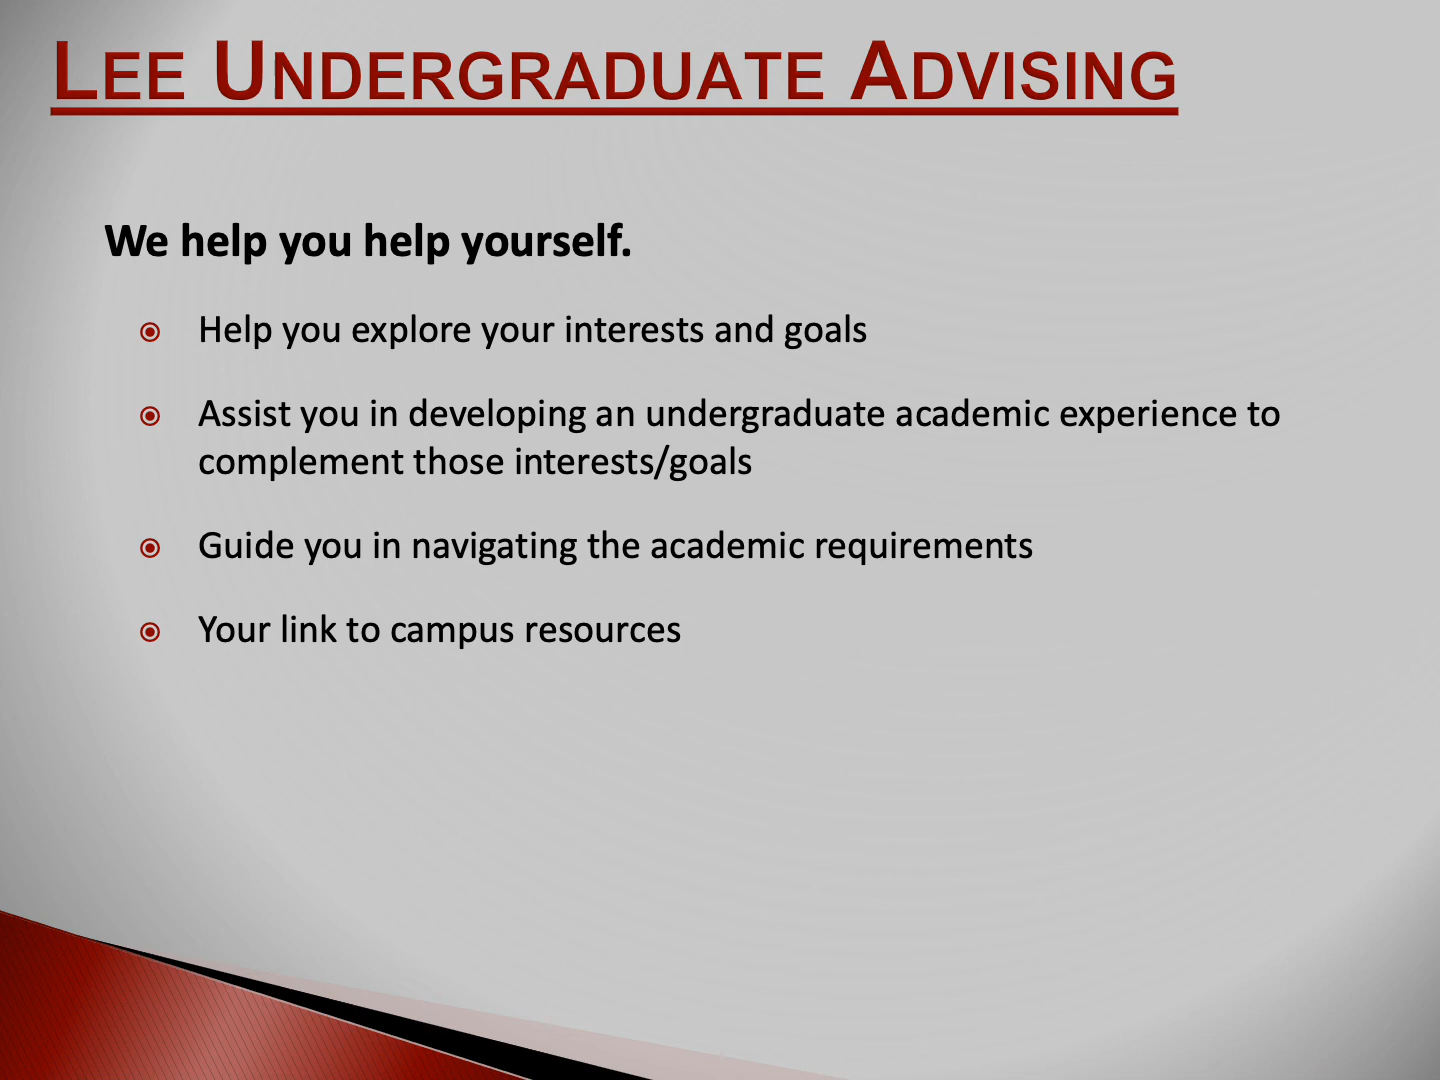 LEE UNDERGRADUATE ADVISING
We help you help yourself.
Help you explore your interests and goals
Assist you in developing an undergraduate academic experience to
complement those interests/goals
Guide you in navigating the academic requirements
Your link to campus resources